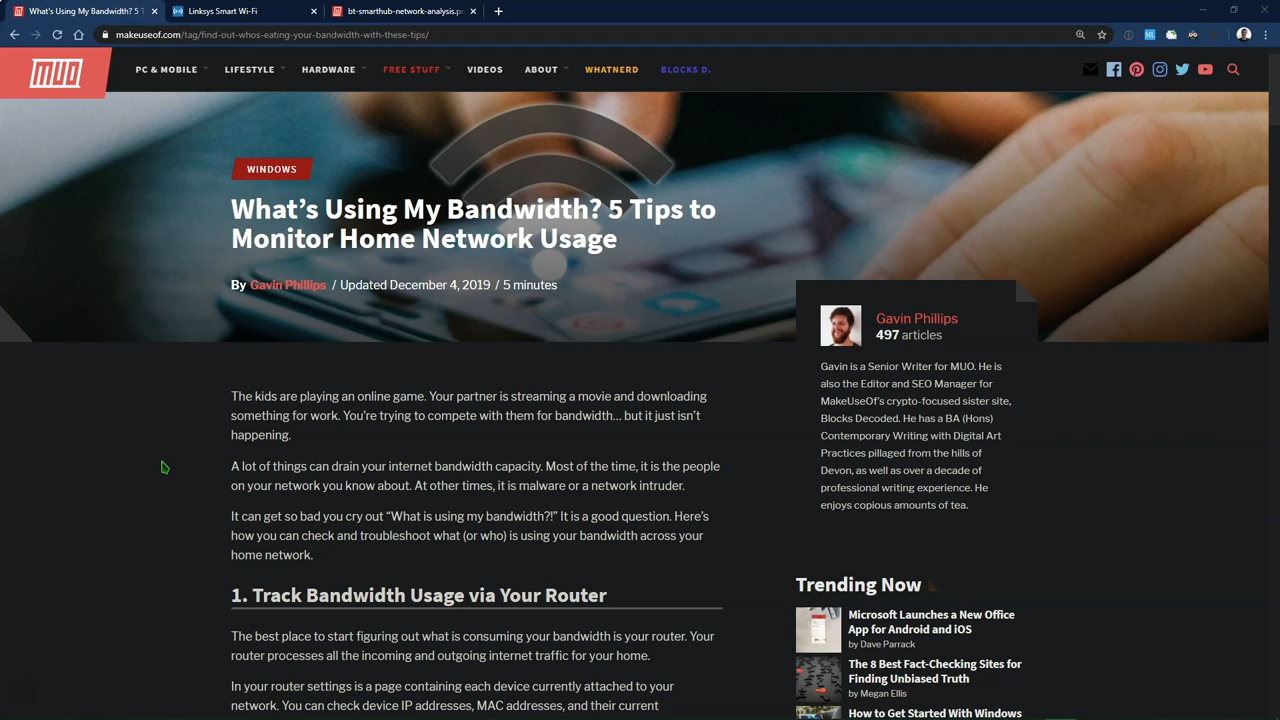 What's Using My Bandwidth? 5 T
Linksys Smart Wi-Fi
bt-smarthub-network-analysis.p
makeuseof.com/tag/find-out-whos-eating-your-bandwidth-with-these-tips/
MUO
PC & MOBILE
LIFESTYLE
HARDWARE
FREE STUFF
VIDEOS
ABOUT
WHATNERD
BLOCKS D.
WINDOWS
What's Using My Bandwidth? 5 Tips to
Monitor Home Network Usage
By Gavin Phillips / Updated December 4, 2019 / 5 minutes
Gavin Phillips
497 articles
Gavin is a Senior Writer for MUO. He is
also the Editor and SEO Manager for
MakeUseOf's crypto-focused sister site,
Blocks Decoded. He has a BA (Hons)
Contemporary Writing with Digital Art
Practices pillaged from the hills of
Devon, as well as over a decade of
professional writing experience. He
enjoys copious amounts of tea.
The kids are playing an online game. Your partner is streaming a movie and downloading
something for work. You're trying to compete with them for bandwidth… but it just isn't
happening.
A lot of things can drain your internet bandwidth capacity. Most of the time, it is the people
on your network you know about. At other times, it is malware or a network intruder.
It can get so bad you cry out “What is using my bandwidth?!” It is a good question. Here's
how you can check and troubleshoot what (or who) is using your bandwidth across your
home network.
1. Track Bandwidth Usage via Your Router
The best place to start figuring out what is consuming your bandwidth is your router. Your
router processes all the incoming and outgoing internet traffic for your home.
In your router settings is a page containing each device currently attached to your
network. You can check device IP addresses, MAC addresses, and their current
Trending Now
Microsoft Launches a New Office
App for Android and iOS
by Dave Parrack
The 8 Best Fact-Checking Sites for
Finding Unbiased Truth
by Megan Ellis
How to Get Started With Windows